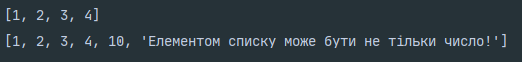 [1, 2, 3, 4]
[1, 2, 3, 4, 10, 'Елементом списку може бути не тільки число!']